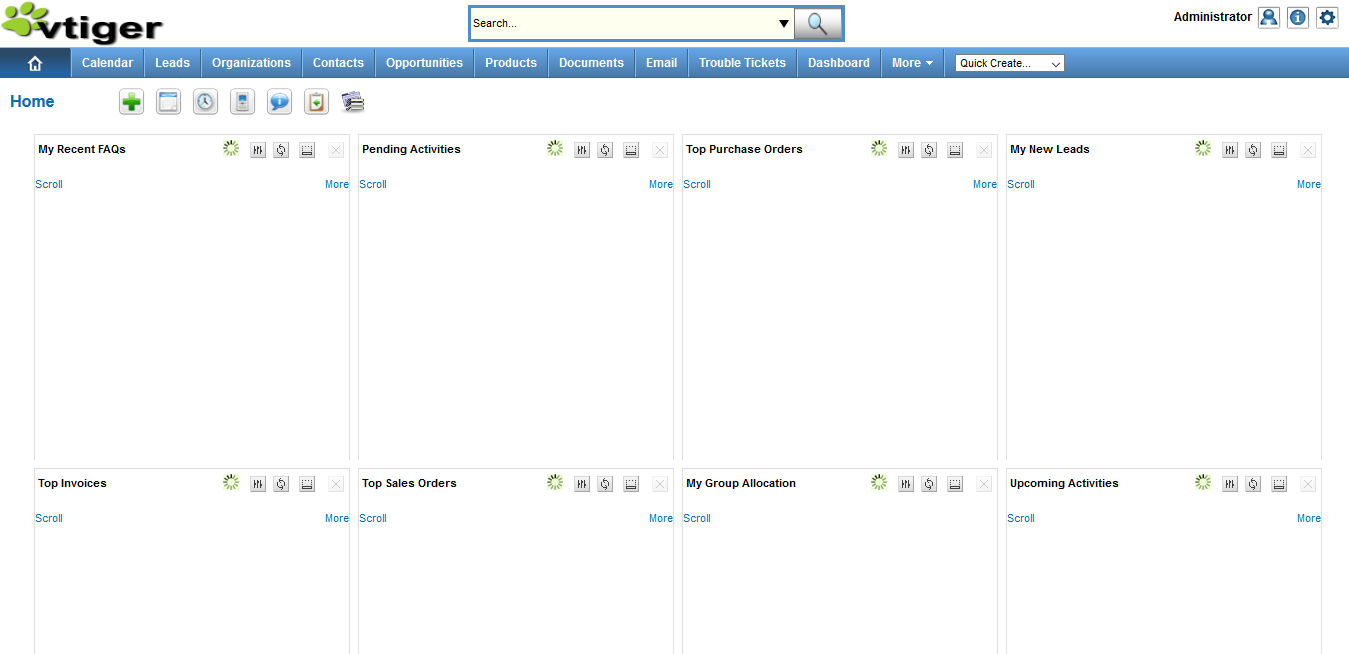 vtiger
Search...
Administrator
Calendar Leads Organizations Contacts Opportunities Products Documents Email Trouble Tickets Dashboard More Quick Create...
Home
My Recent FAQs Pending Activities Top Purchase Orders My New Leads
Scroll More Scroll More Scroll More Scroll More
Top Invoices Top Sales Orders My Group Allocation Upcoming Activities
Scroll More Scroll More Scroll Scroll More